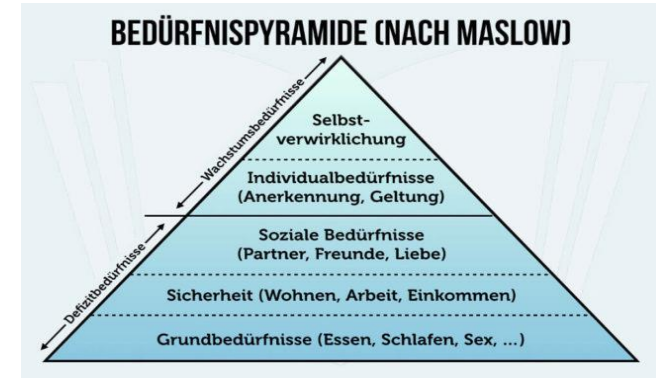 BEDÜRFNISPYRAMIDE (NACH MASLOW)
Wachstumsbedürfnisse
Selbst-
verwirklichung
Individualbedürfnisse
(Anerkennung, Geltung)
Defizitbedürfnisse
Soziale Bedürfnisse
(Partner, Freunde, Liebe)
Sicherheit (Wohnen, Arbeit, Einkommen)
Grundbedürfnisse (Essen, Schlafen, Sex, ...)